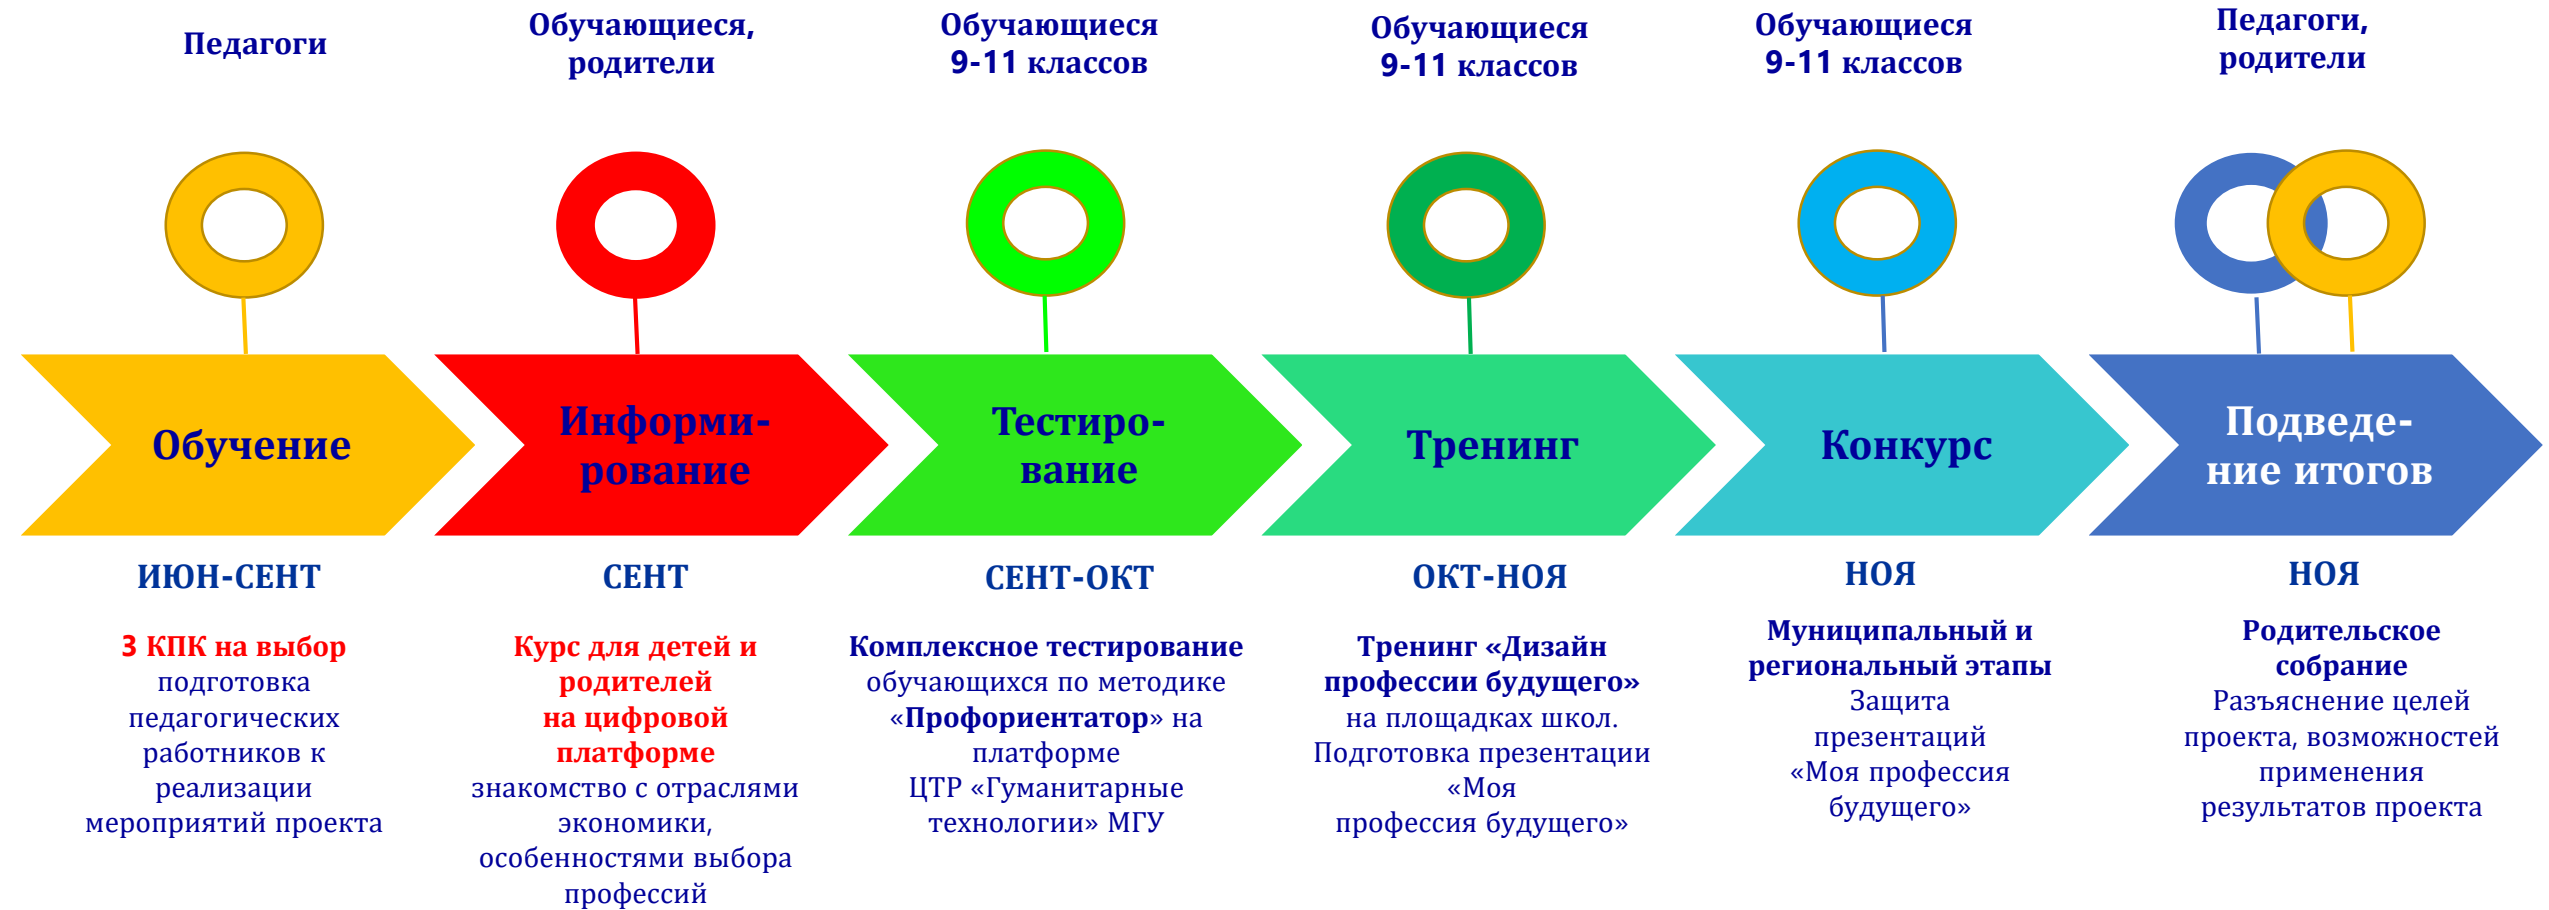 Педагоги
Обучающиеся,
родители
Обучающиеся
9-11 классов
Обучающиеся
9-11 классов
Обучающиеся
9-11 классов
Педагоги,
родители
Обучение
Информи-
рование
Тестиро-
вание
Тренинг
Конкурс
Подведе-
ние итогов
ИЮН-СЕНТ
СЕНТ
СЕНТ-ОКТ
ОКТ-НОЯ
НОЯ
НОЯ
3 КПК на выбор
подготовка
педагогических
работников к
реализации
мероприятий проекта
Курс для детей и
родителей
на цифровой
платформе
знакомство с отраслями
экономики,
особенностями выбора
профессий
Комплексное тестирование
обучающихся по методике
«Профориентатор» на
платформе
ЦТР «Гуманитарные
технологии» МГУ
Тренинг «Дизайн
профессии будущего»
на площадках школ.
Подготовка презентации
«Моя
профессия будущего»
Муниципальный и
региональный этапы
Защита
презентаций
«Моя профессия
будущего»
Родительское
собрание
Разъяснение целей
проекта, возможностей
применения
результатов проекта